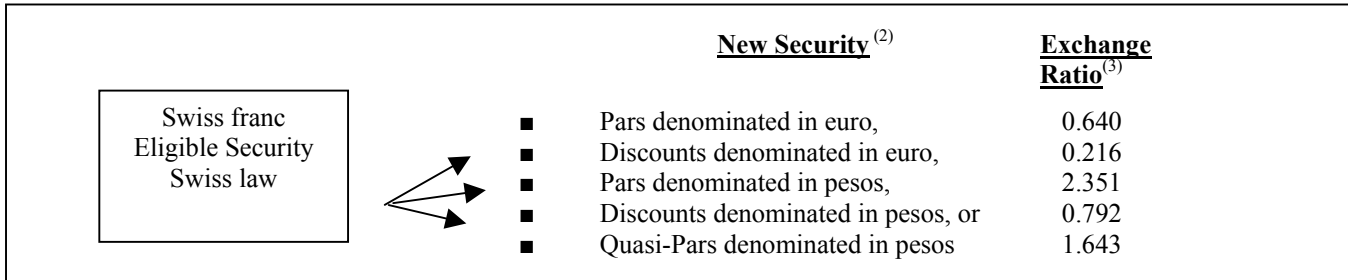 New Security (2) Exchange
Ratio(3)
Swiss franc
Eligible Security
Swiss law
■ Pars denominated in euro, 0.640
■ Discounts denominated in euro, 0.216
■ Pars denominated in pesos, 2.351
■ Discounts denominated in pesos, or 0.792
■ Quasi-Pars denominated in pesos 1.643